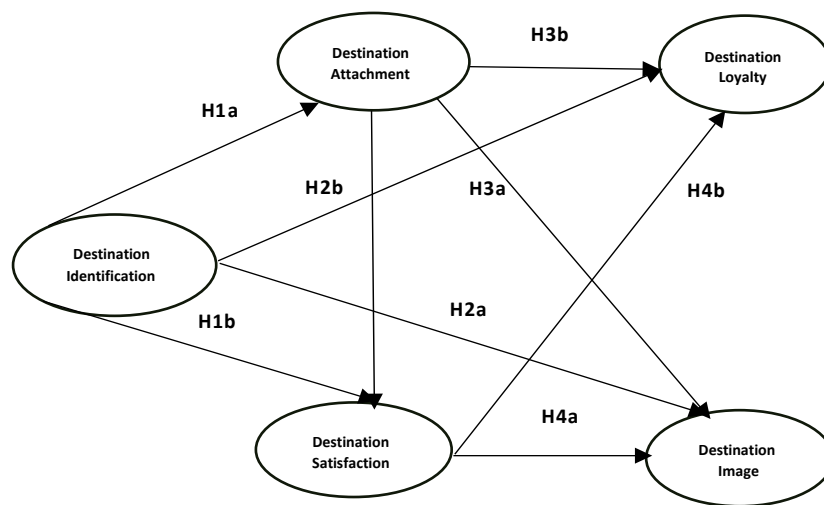 Destination
Attachment
H3b
Destination
Loyalty
H1a
H2b
H3a
H4b
Destination
Identification
H1b
H2a
Destination
Satisfaction
H4a
Destination
Image